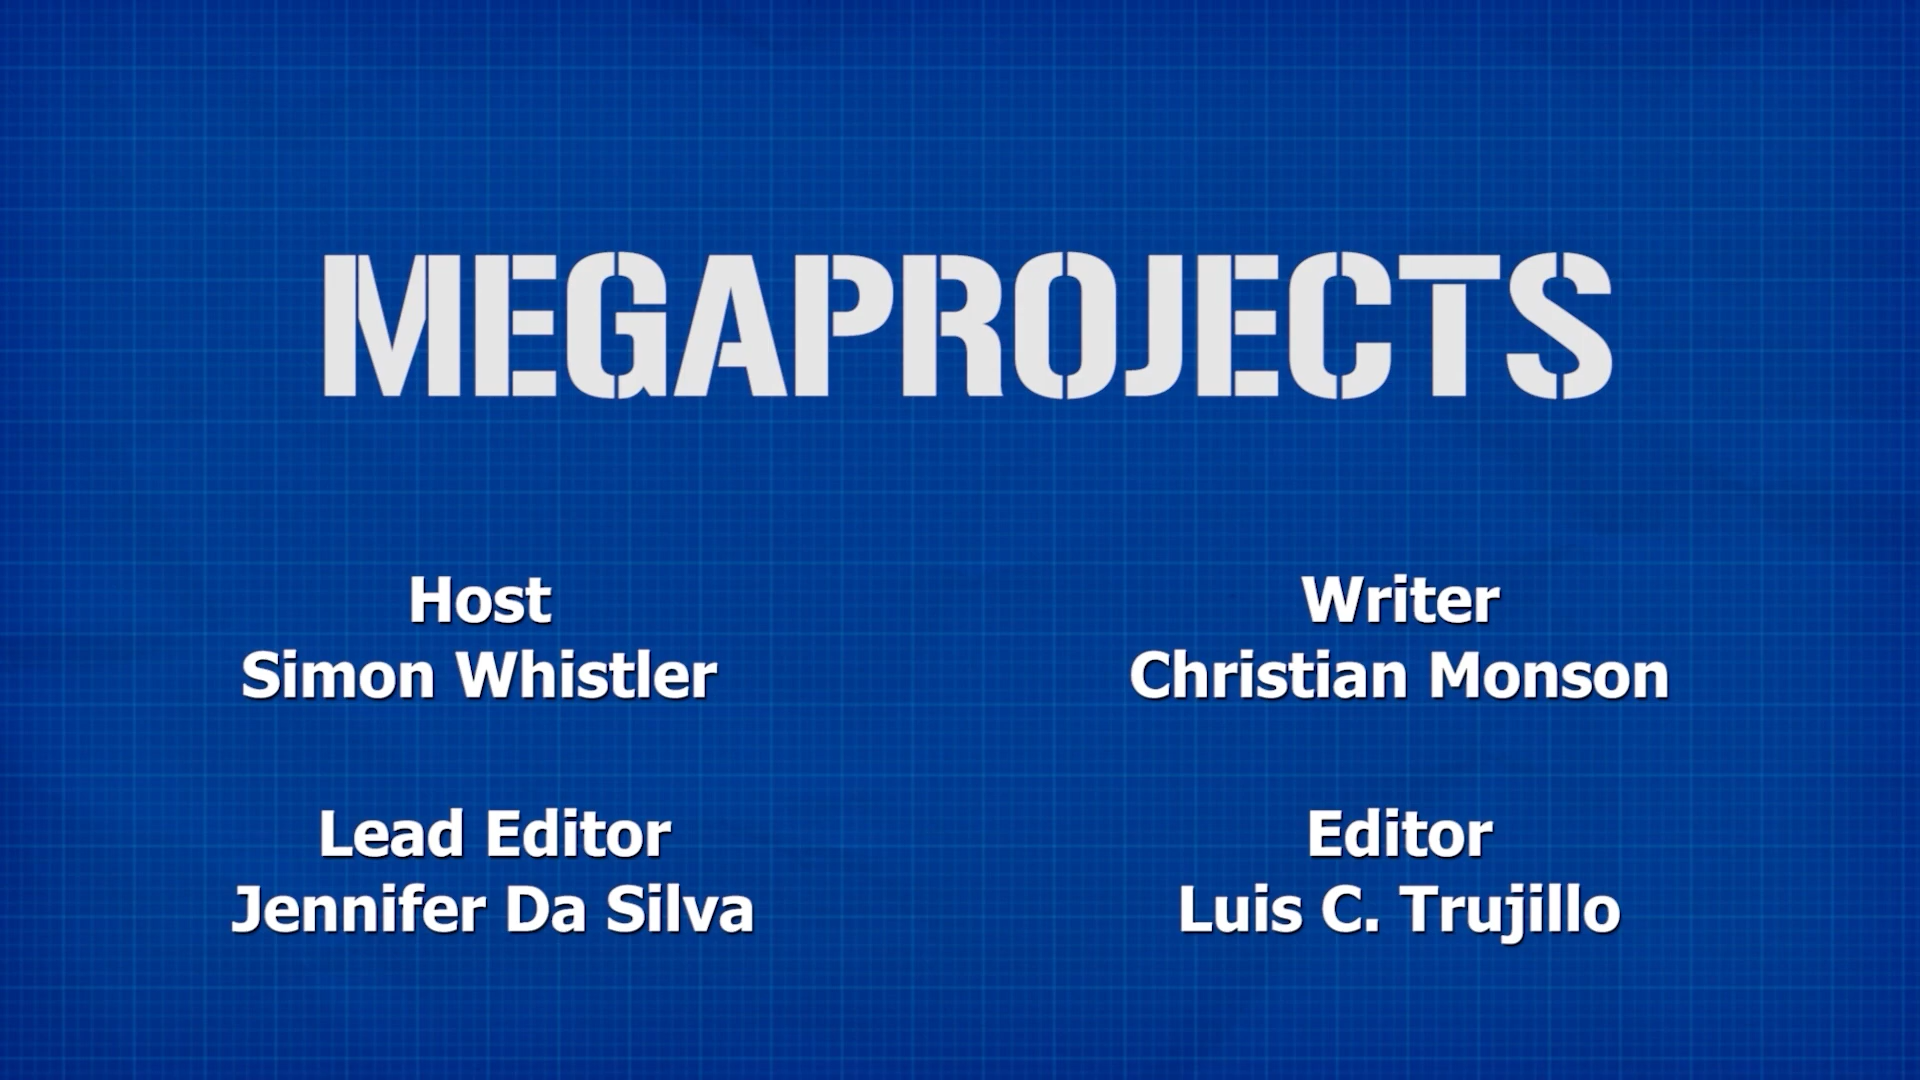 MEGAPROJECTS
Host
Simon Whistler
Writer
Christian Monson
Lead Editor
Jennifer Da Silva
Editor
Luis C. Trujillo